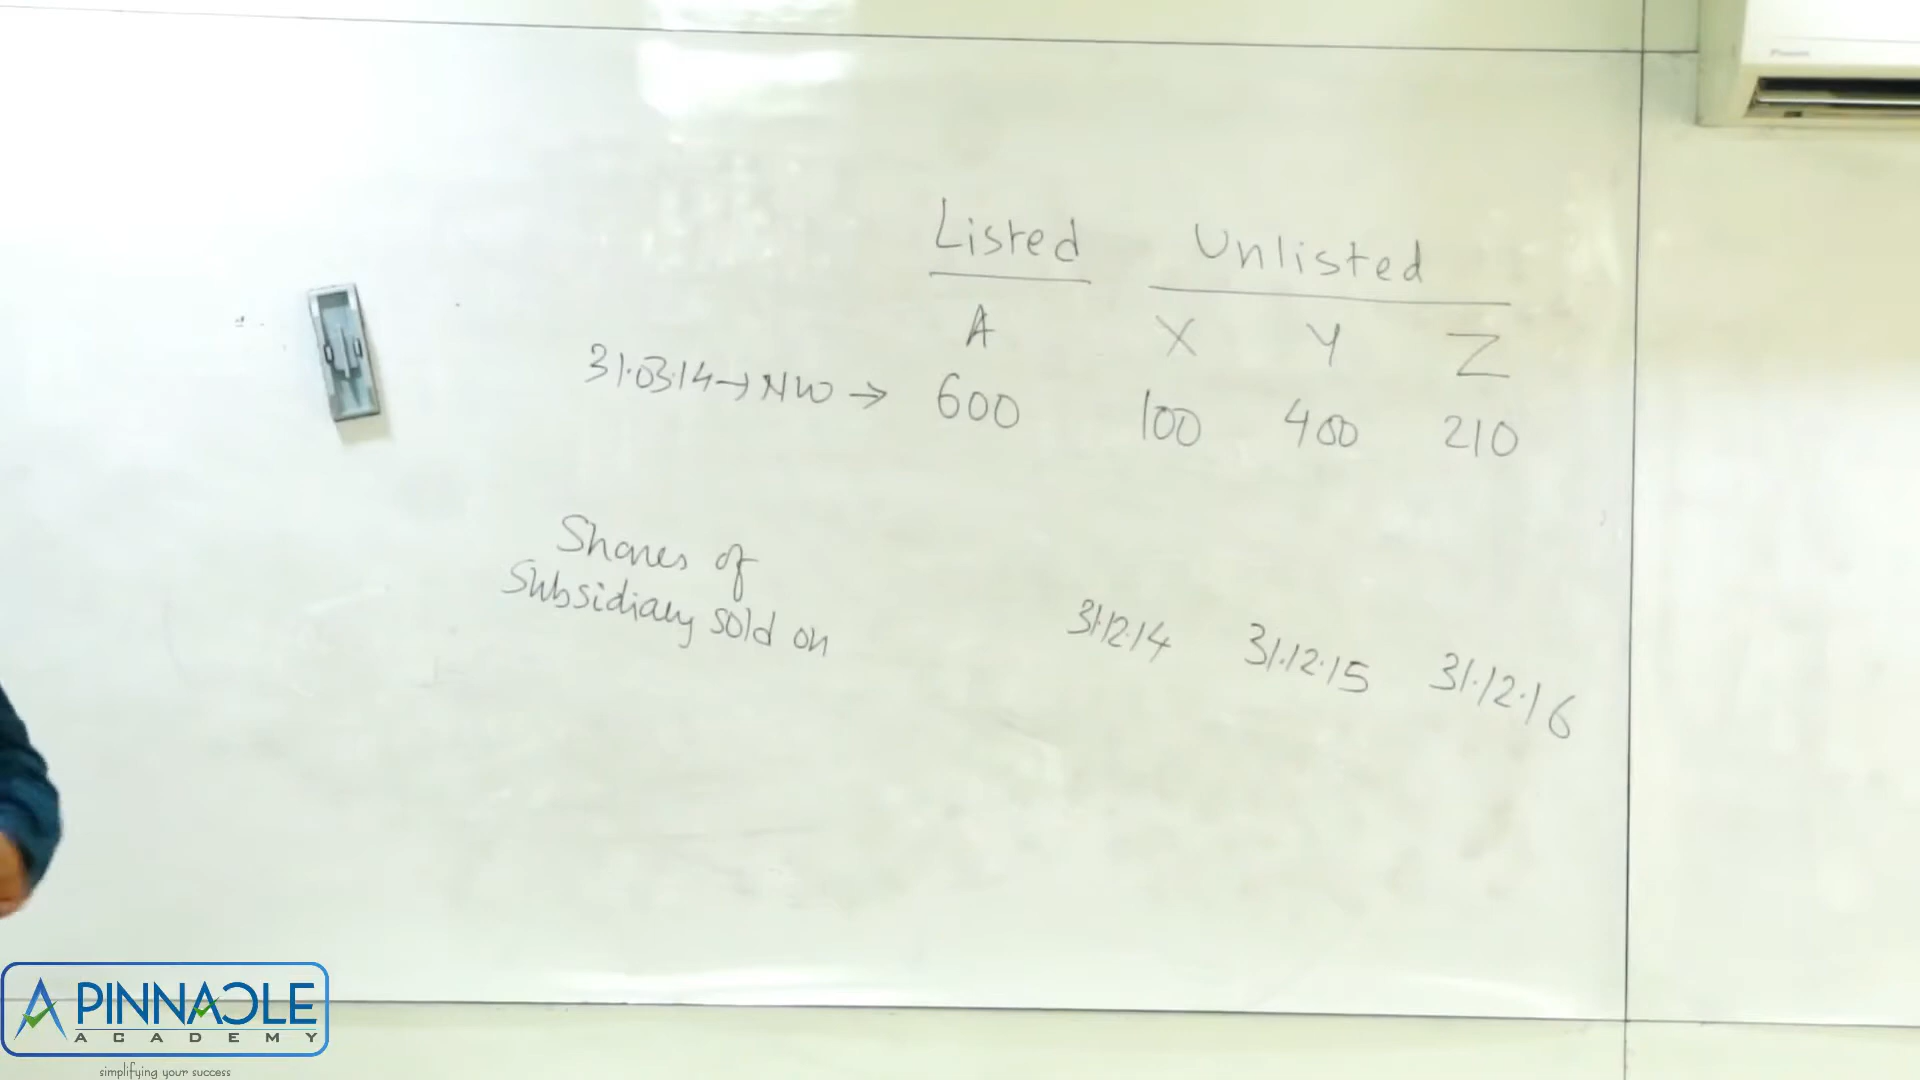 Listed Unlisted
A X Y Z
31.03.14→NW→ 600 100 400 210
Shares of
Subsidiary sold on
31.12.14 31.12.15 31.12.16
A PINNACLE
ACADEMY
simplifying your success